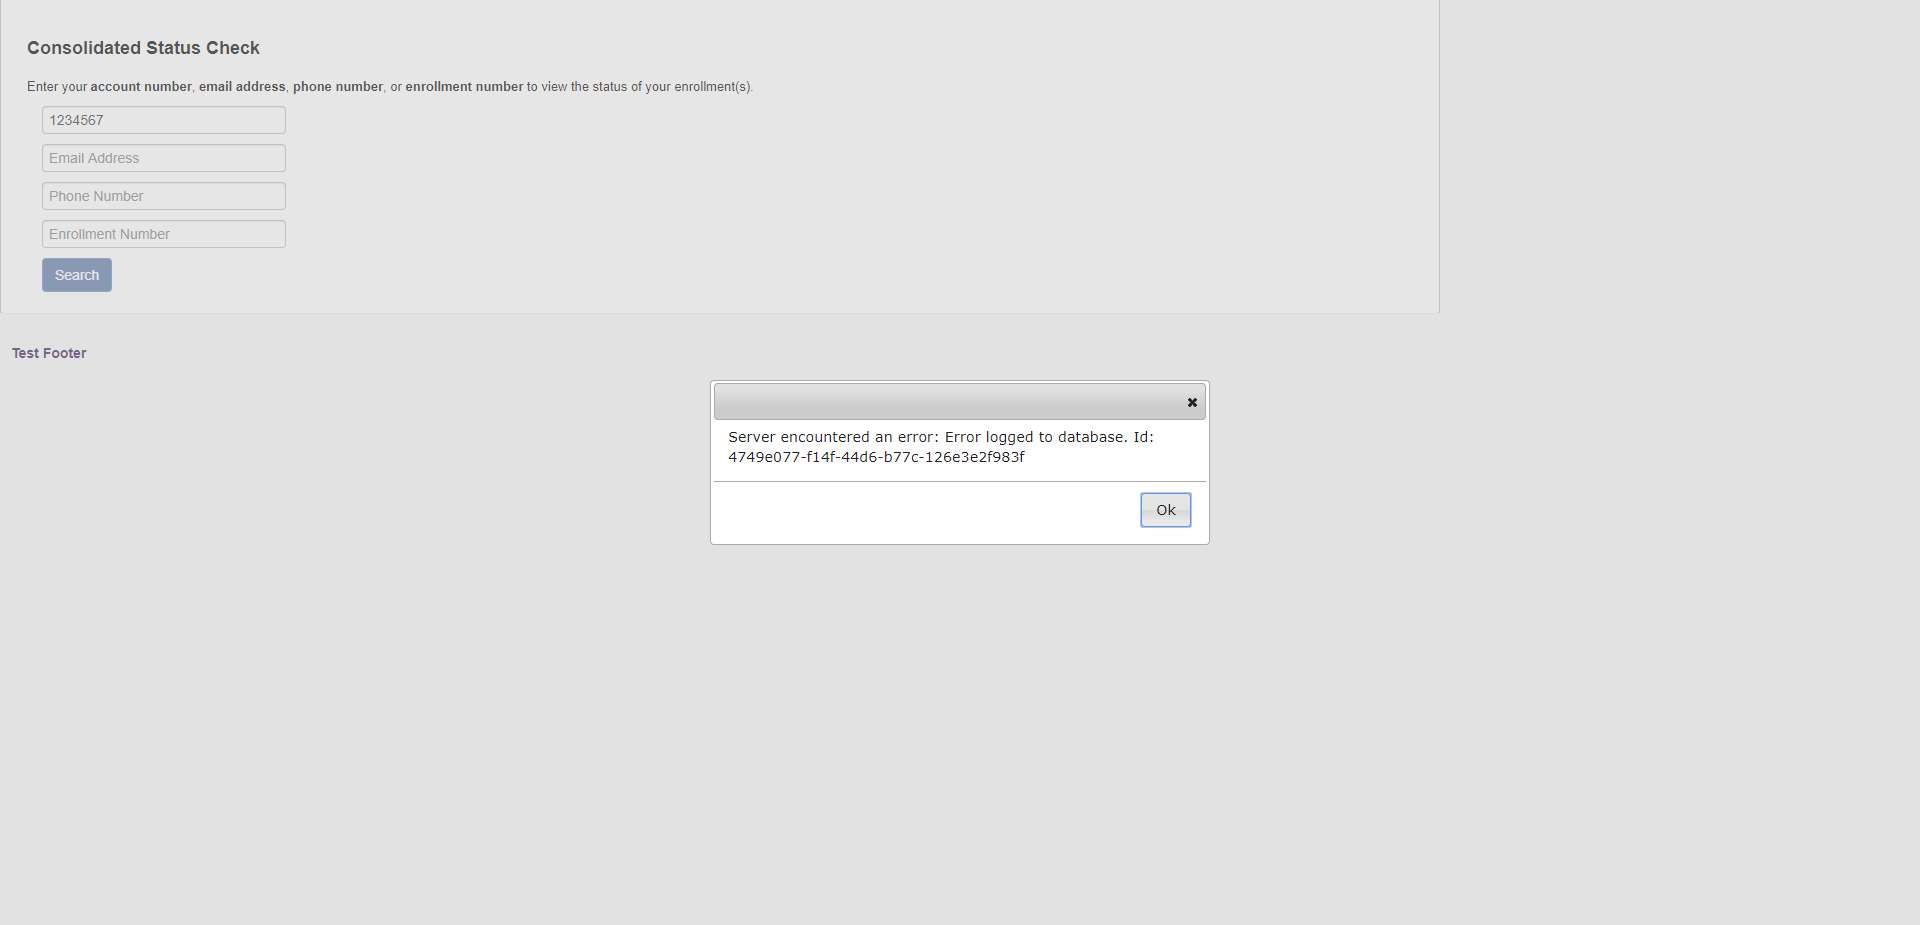 Consolidated Status Check
Enter your account number, email address, phone number, or enrollment number to view the status of your enrollment(s).
1234567
Email Address
Phone Number
Enrollment Number
Search
Test Footer
Server encountered an error: Error logged to database. Id:
4749e077-f14f-44d6-b77c-126e3e2f983f
Ok